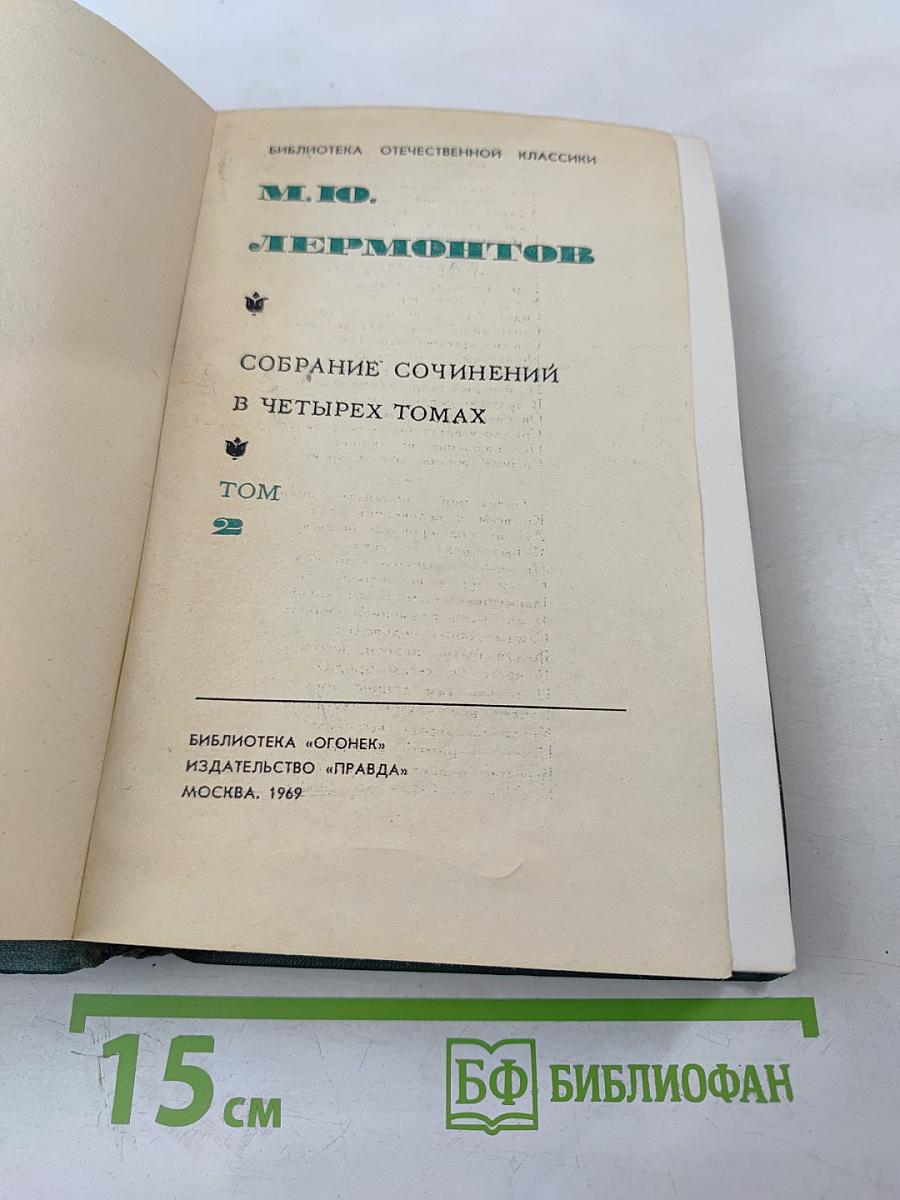 БИБЛИОТЕКА ОТЕЧЕСТВЕННОЙ КЛАССИКИ
М. Ю.
ЛЕРМОНТОВ
СОБРАНИЕ СОЧИНЕНИЙ
В ЧЕТЫРЕХ ТОМАХ
ТОМ
2
БИБЛИОТЕКА «ОГОНЕК»
ИЗДАТЕЛЬСТВО «ПРАВДА»
МОСКВА. 1969
15 см
БФ БИБЛИОФАН